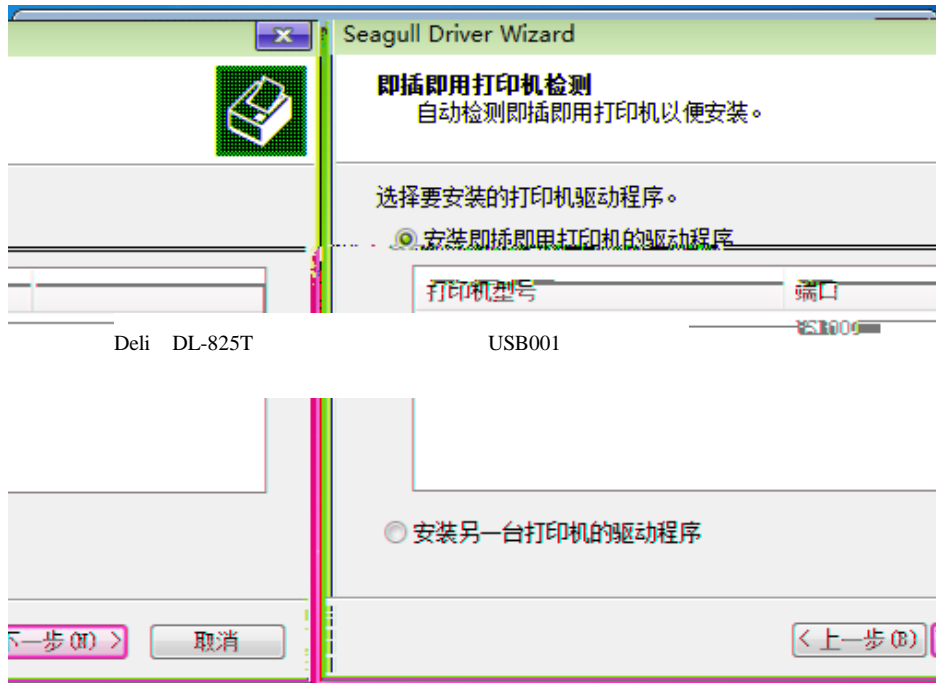 Seagull Driver Wizard
即插即用打印机检测
自动检测即插即用打印机以便安装。
选择要安装的打印机驱动程序。
安装即插即用打印机的驱动程序
打印机型号 端口
Deli DL-825T USB001
安装另一台打印机的驱动程序
下一步(N) > 取消 < 上一步(B)